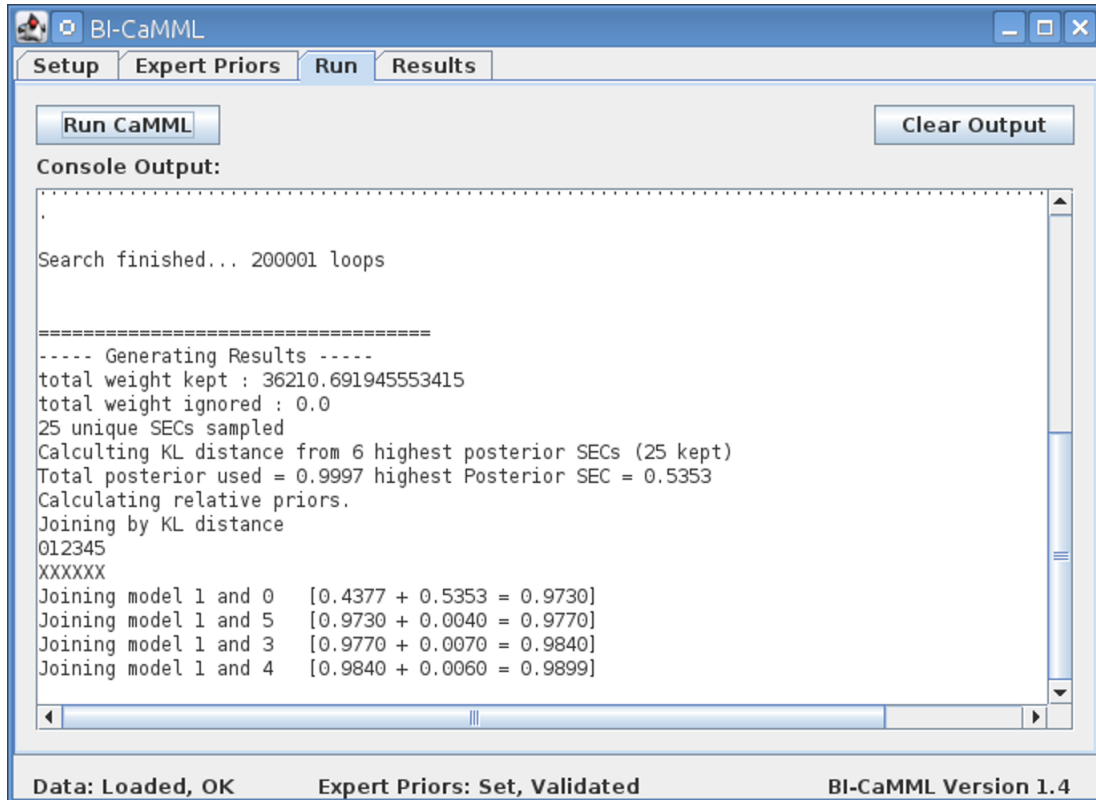 BI-CaMML
Setup Expert Priors Run Results
Run CaMML Clear Output
Console Output:
.
Search finished... 200001 loops
==================================
----- Generating Results -----
total weight kept : 36210.691945553415
total weight ignored : 0.0
25 unique SECs sampled
Calculting KL distance from 6 highest posterior SECs (25 kept)
Total posterior used = 0.9997 highest Posterior SEC = 0.5353
Calculating relative priors.
Joining by KL distance
012345
XXXXXX
Joining model 1 and 0 [0.4377 + 0.5353 = 0.9730]
Joining model 1 and 5 [0.9730 + 0.0040 = 0.9770]
Joining model 1 and 3 [0.9770 + 0.0070 = 0.9840]
Joining model 1 and 4 [0.9840 + 0.0060 = 0.9899]
Data: Loaded, OK Expert Priors: Set, Validated BI-CaMML Version 1.4